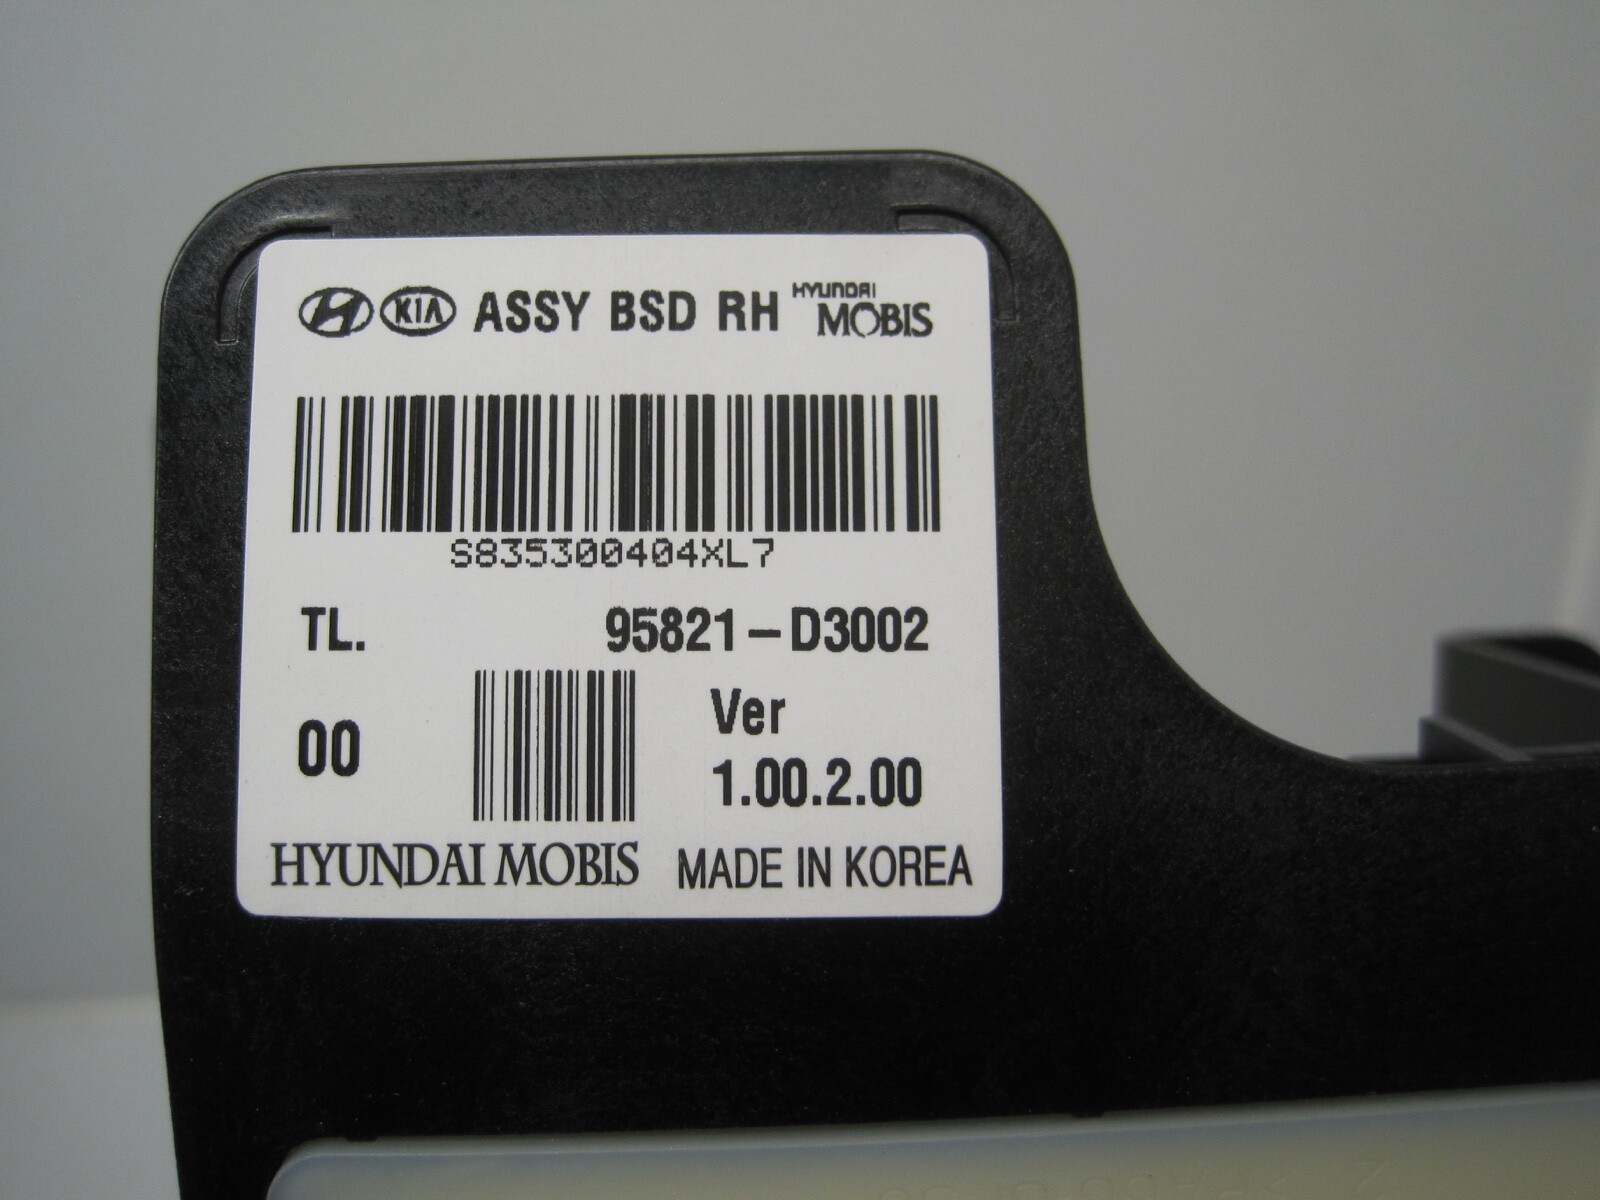 KIA ASSY BSD RH HYUNDAI MOBIS
S835300404XL7
TL. 95821-D3002
00 Ver
1.00.2.00
HYUNDAI MOBIS MADE IN KOREA